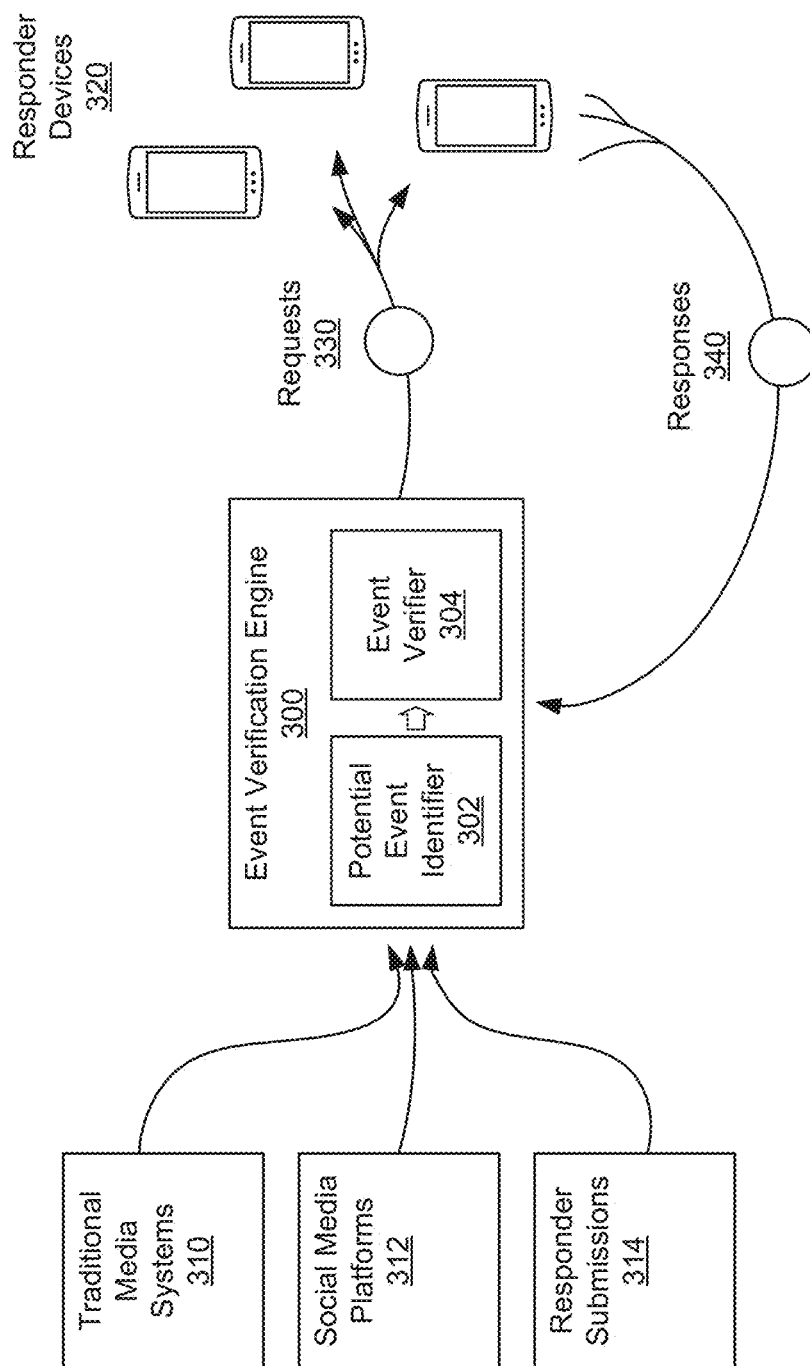 Traditional
Media
Systems
310
Social Media
Platforms
312
Responder
Submissions
314
Event Verification Engine
300
Potential
Event
Identifier
302
Event
Verifier
304
Requests
330
Responses
340
Responder
Devices
320